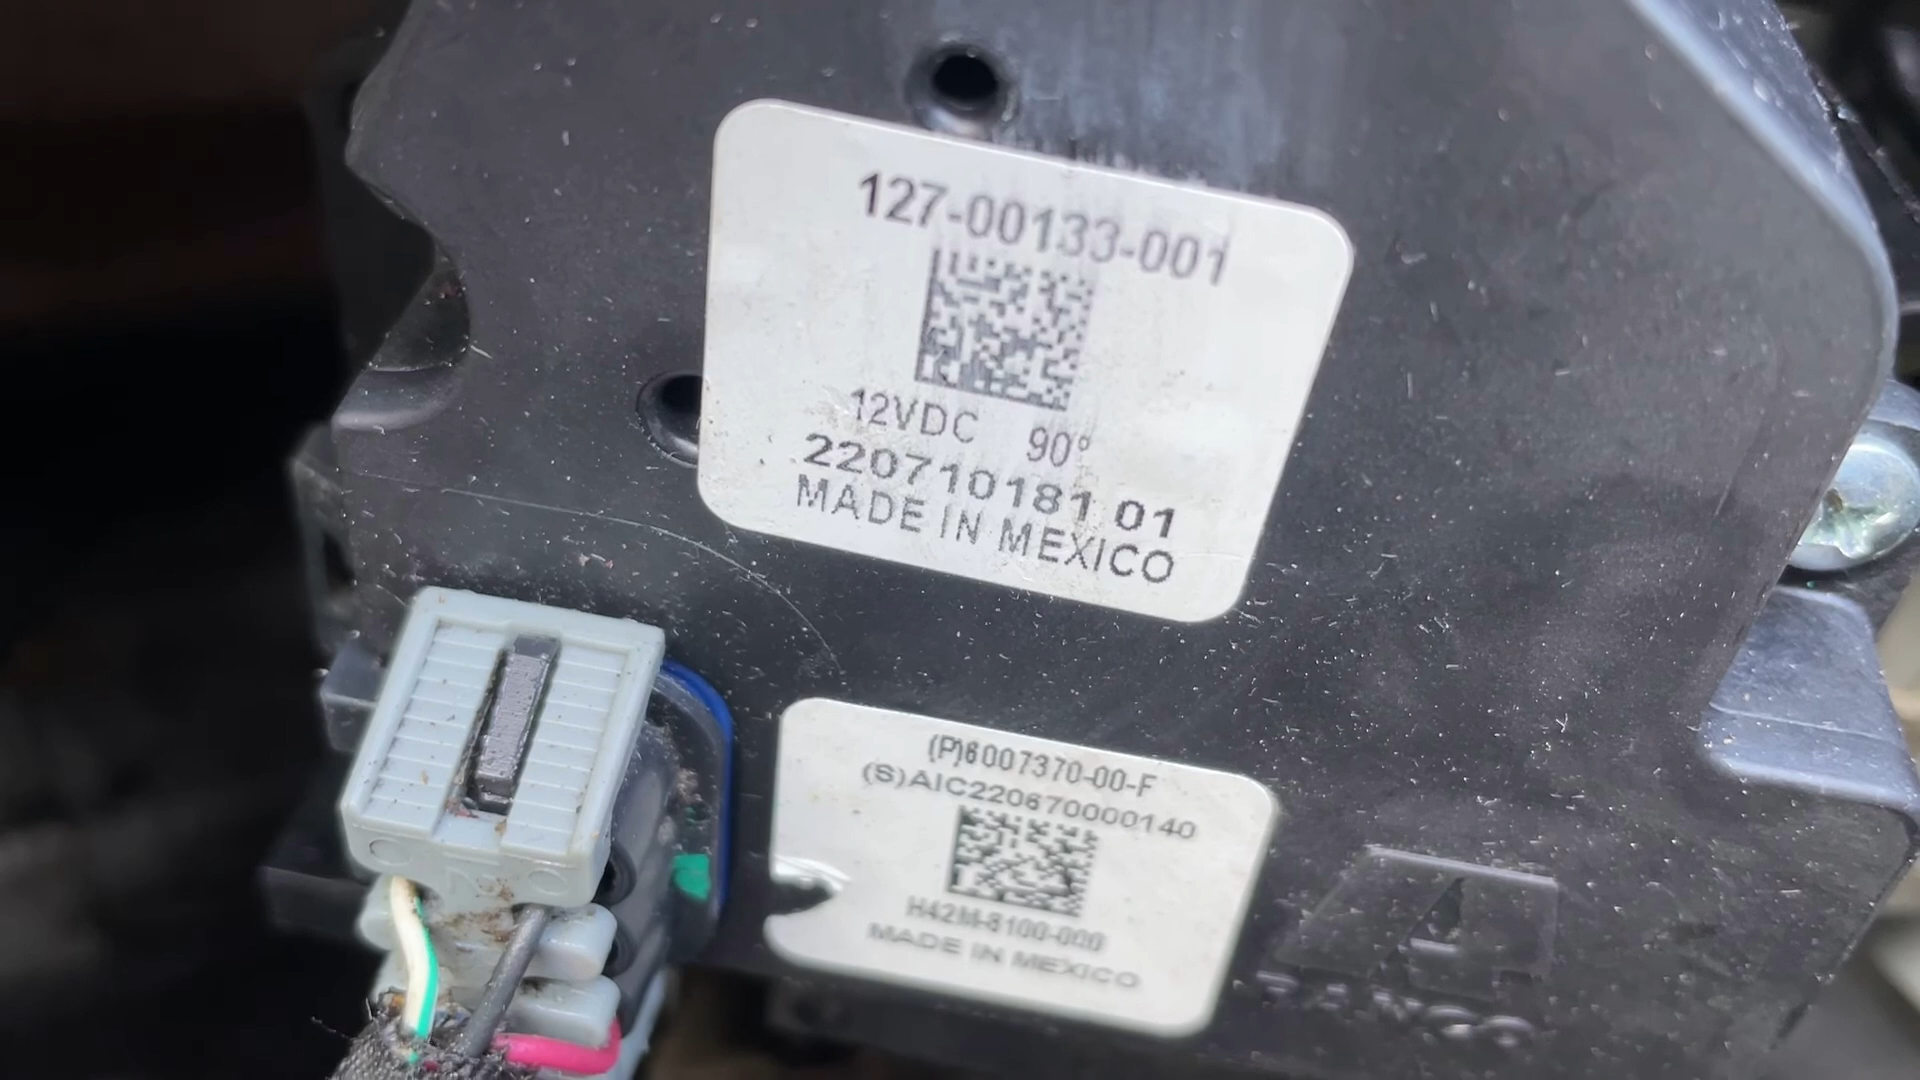 127-00133-001
12VDC 90°
220710181 01
MADE IN MEXICO
(P)6007370-00-F
(S)AIC220670000140
H42M-8100-000
MADE IN MEXICO
RANCO